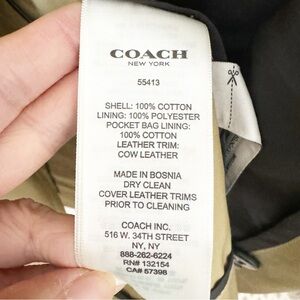 COACH
NEW YORK
55413
SHELL: 100% COTTON
LINING: 100% POLYESTER
POCKET BAG LINING:
100% COTTON
LEATHER TRIM:
COW LEATHER
MADE IN BOSNIA
DRY CLEAN
COVER LEATHER TRIMS
PRIOR TO CLEANING
COACH INC.
516 W. 34TH STREET
NY, NY
888-262-6224
RN# 132154
CA# 57398